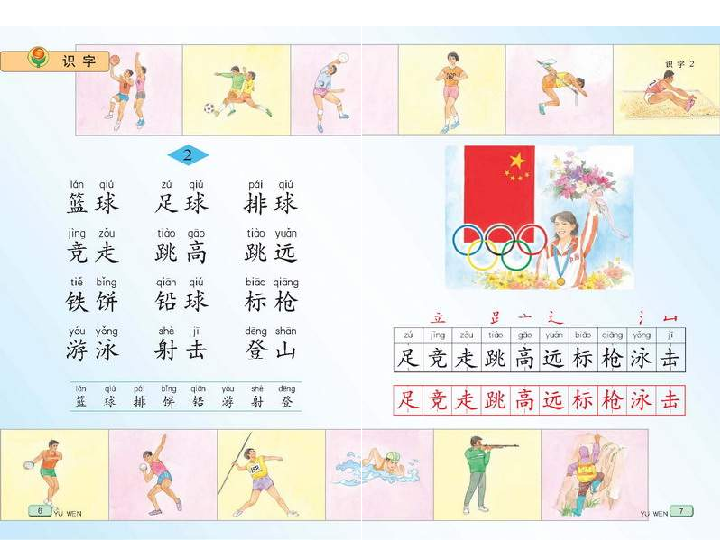 识字
识字 2
2
lán qiú zú qiú pái qiú
篮球 足球 排球
jìng zǒu tiào gāo tiào yuǎn
竞走 跳高 跳远
tiě bǐng qiān qiú biāo qiāng
铁饼 铅球 标枪
yóu yǒng shè jī dēng shān
游泳 射击 登山
lán qiú pái bǐng qiān yóu shè dēng
篮 球 排 饼 铅 游 射 登
zú jìng zǒu tiào gāo yuǎn biāo qiāng yǒng jī
足 竞 走 跳 高 远 标 枪 泳 击
足 竞 走 跳 高 远 标 枪 泳 击
6 YU WEN
YU WEN 7